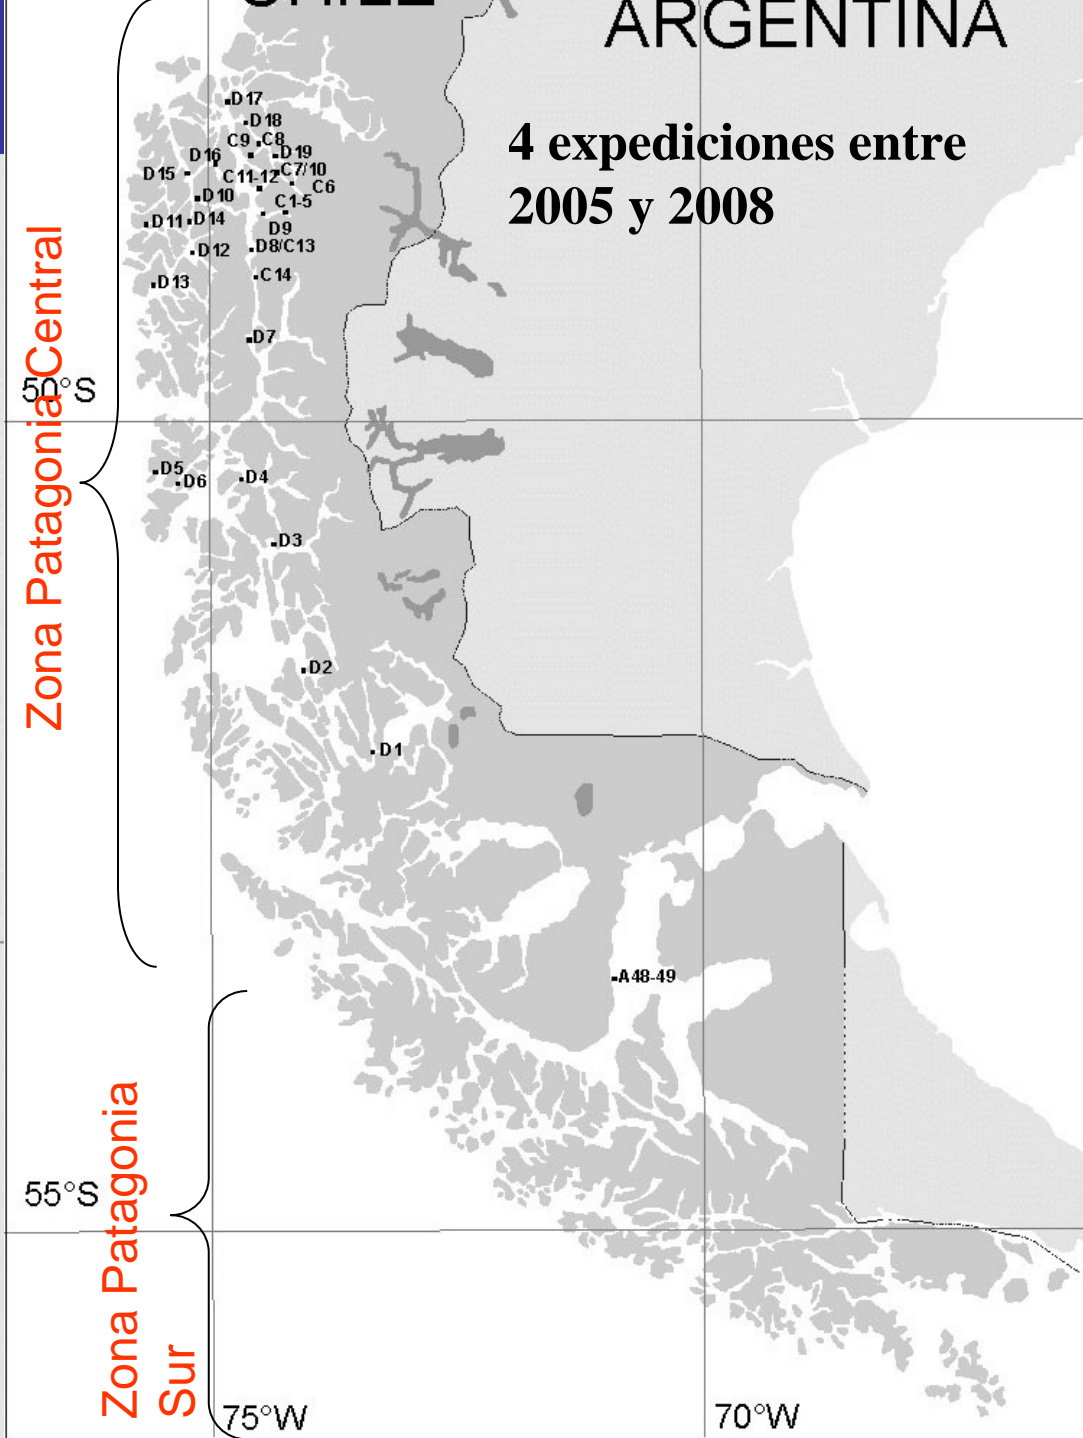 CHILE
ARGENTINA
4 expediciones entre
2005 y 2008
D17
D18
C9 C8
D16 D19
D15 C11-12 C7/10
C6
D10 C1-5
D11 D14 D9
D12 D8/C13
D13 C14
D7
50°S
Zona Patagonia Central
D5
D6 D4
D3
D2
D1
A48-49
55°S
Zona Patagonia
Sur
75°W 70°W